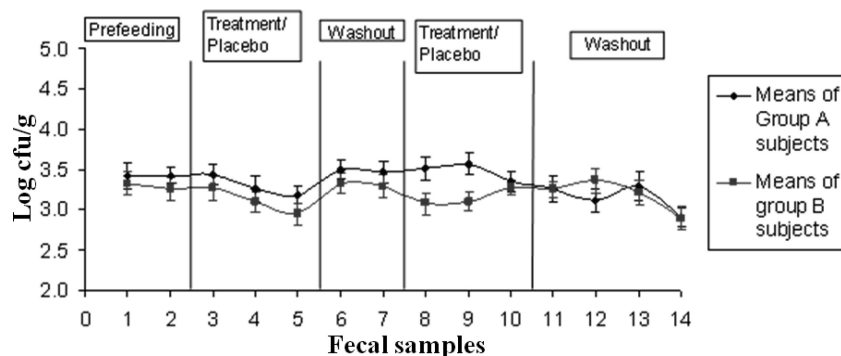 Prefeeding
Treatment/
Placebo
Washout
Treatment/
Placebo
Washout
5.0
4.5
4.0
3.5
3.0
2.5
2.0
Log cfu/g
0 1 2 3 4 5 6 7 8 9 10 11 12 13 14
Fecal samples
Means of
Group A
subjects
Means of
group B
subjects